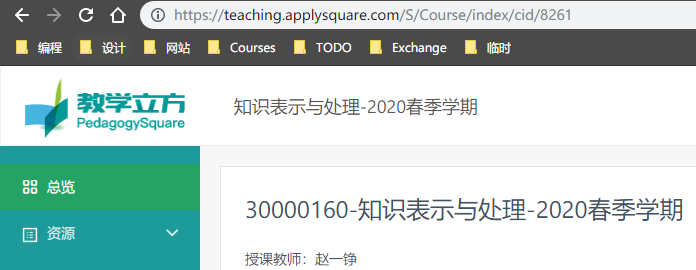 https://teaching.applysquare.com/S/Course/index/cid/8261
编程 设计 网站 Courses TODO Exchange 临时
教学立方
PedagogySquare
知识表示与处理-2020春季学期
总览
30000160-知识表示与处理-2020春季学期
资源
授课教师：赵一铮